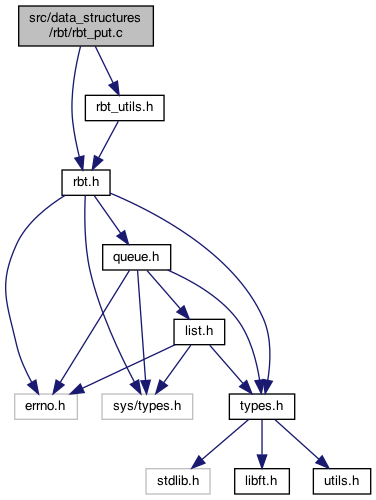 src/data_structures
/rbt/rbt_put.c
rbt_utils.h
rbt.h
queue.h
list.h
errno.h
sys/types.h
types.h
stdlib.h
libft.h
utils.h